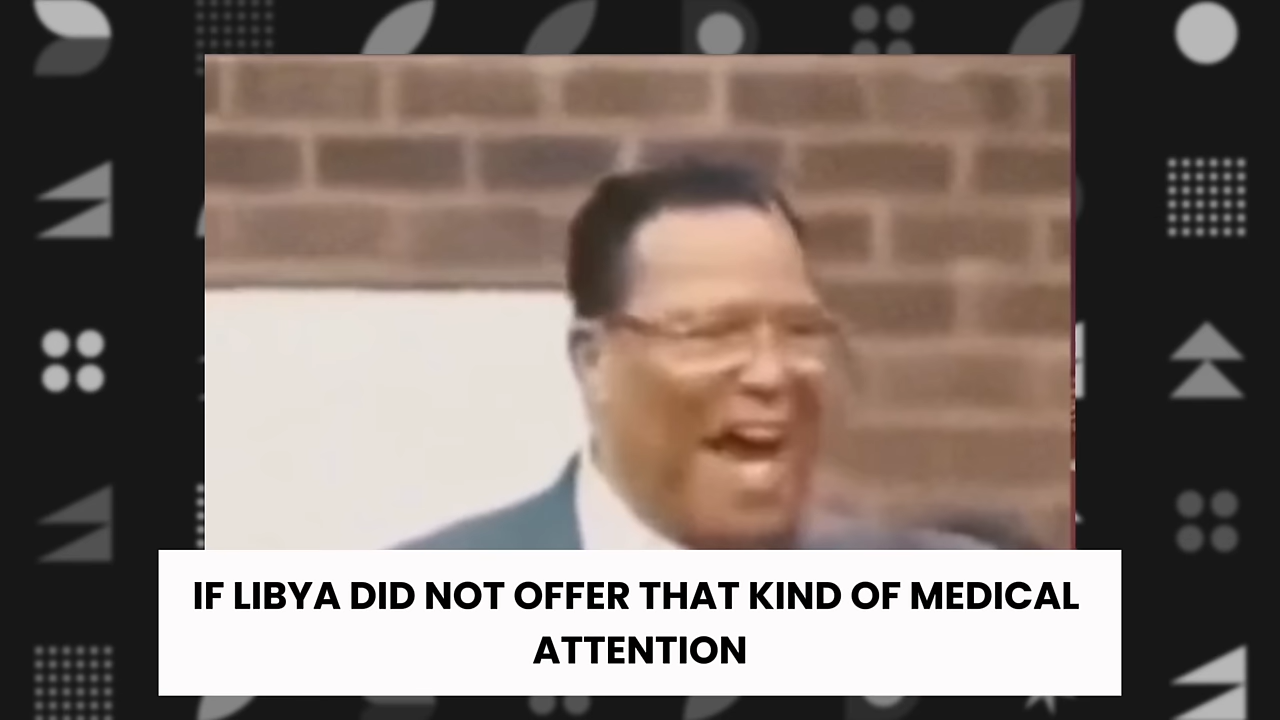 IF LIBYA DID NOT OFFER THAT KIND OF MEDICAL
ATTENTION